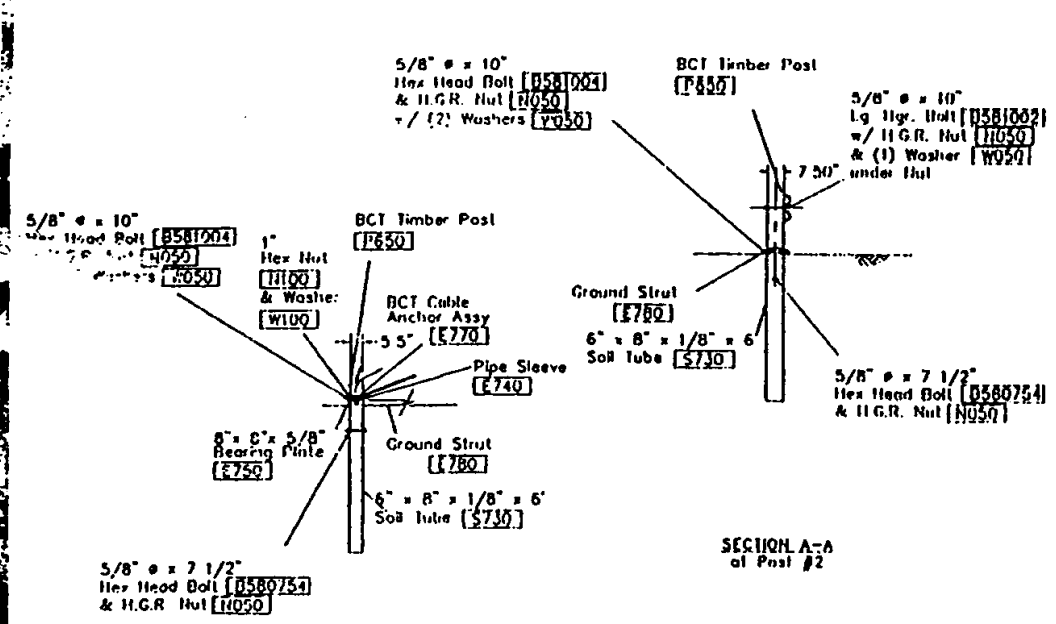 5/8" ø x 10"
Hex Head Bolt B581004
& H.G.R. Nut N050
w/ (2) Washers W050
BCT Timber Post
P650
5/8" ø x 10"
Lg Hgr. Bolt B581002
w/ H.G.R. Nut N050
& (1) Washer W050
under Nut
7 50"
Ground Strut
E780
6" x 8" x 1/8" x 6'
Soil Tube S730
5/8" ø x 7 1/2"
Hex Head Bolt B580754
& H.G.R. Nut N050
SECTION A-A
at Post #2
5/8" ø x 10"
Hex Head Bolt B581004
H.G.R. Nut N050
Washers W050
1"
Hex Nut
N100
& Washer
W100
BCT Timber Post
P650
BCT Cable
Anchor Assy
E770
5 5"
Pipe Sleeve
E740
8" x 8" x 5/8"
Bearing Plate
E750
Ground Strut
E780
6" x 8" x 1/8" x 6'
Soil Tube S730
5/8" ø x 7 1/2"
Hex Head Bolt B580754
& H.G.R Nut N050